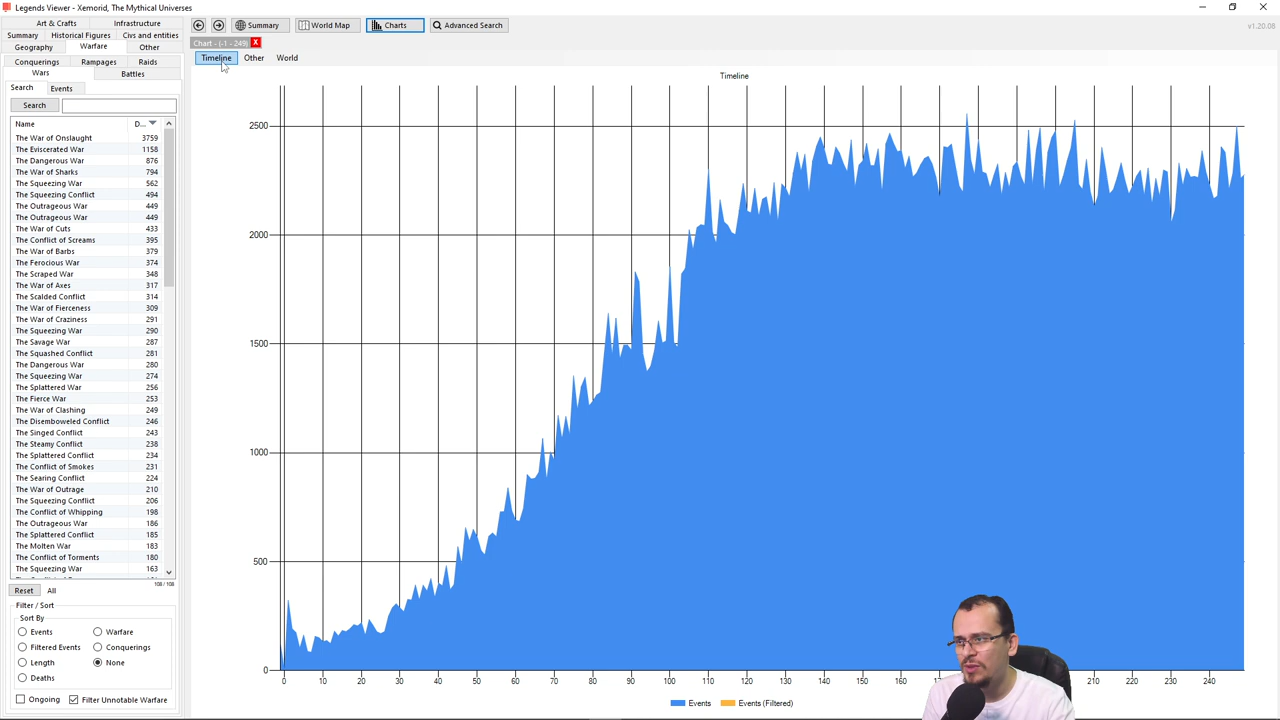 Legends Viewer - Xemorid, The Mythical Universes
Art & Crafts Infrastructure
Summary Historical Figures Civs and entities
Geography Warfare Other
Conquerings Rampages Raids
Wars Battles
Search Events
Search
Name D...
The War of Onslaught 3759
The Eviscerated War 1158
The Dangerous War 876
The War of Sharks 794
The Squeezing War 562
The Squeezing Conflict 494
The Outrageous War 449
The Outrageous War 449
The War of Cuts 433
The Conflict of Screams 395
The War of Barbs 379
The Ferocious War 374
The Scraped War 348
The War of Axes 317
The Scalded Conflict 314
The War of Fierceness 309
The War of Craziness 291
The Squeezing War 290
The Savage War 287
The Squashed Conflict 281
The Dangerous War 280
The Squeezing War 274
The Splattered War 256
The Fierce War 253
The War of Clashing 249
The Disemboweled Conflict 246
The Singed Conflict 243
The Steamy Conflict 238
The Splattered Conflict 234
The Conflict of Smokes 231
The Searing Conflict 224
The War of Outrage 210
The Squeezing Conflict 206
The Conflict of Whipping 198
The Outrageous War 186
The Splattered Conflict 185
The Molten War 183
The Conflict of Torments 180
The Squeezing War 163
108 / 108
Reset All
Filter / Sort
Sort By
Events Warfare
Filtered Events Conquerings
Length None
Deaths
Ongoing Filter Unnotable Warfare
Summary World Map Charts Advanced Search
v1.20.08
Chart - (-1 - 249) X
Timeline Other World
Timeline
2500
2000
1500
1000
500
0
0 10 20 30 40 50 60 70 80 90 100 110 120 130 140 150 160 170 180 210 220 230 240
Events Events (Filtered)